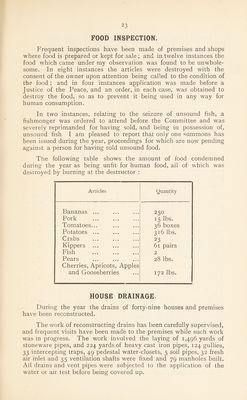 23
FOOD INSPECTION.
Frequent inspections have been made of premises and shops
where food is prepared or kept for sale; and in twelve instances the
food which came under my observation was found to be unwhole-
some. In eight instances the articles were destroyed with the
consent of the owner upon attention being called to the condition of
the food; and in four instances application was made before a
Justice of the Peace, and an order, in each case, was obtained to
destroy the food, so as to prevent it being used in any way for
human consumption.
In two instances, relating to the seizure of unsound fish, a
fishmonger was ordered to attend before the Committee and was
severely reprimanded for having sold, and being in possession of,
unsound fish. I am pleased to report that only one summons has
been issued during the year, proceedings for which are now pending
against a person for having sold unsound food.
The following table shows the amount of food condemned
during the year as being unfit for human food, all of which was
destroyed by burning at the destructor:
Articles Quantity
Bananas ... ... ... 250
Pork ... ... ... 15 lbs.
Tomatoes... ... ... 36 boxes
Potatoes ... ... ... 316 lbs.
Crabs ... ... ... 23
Kippers ... ... ... 61 pairs
Fish ... ... ... 2
Pears ... ... ... 28 lbs.
Cherries, Apricots, Apples
and Gooseberries ... 172 lbs.
HOUSE DRAINAGE.
During the year the drains of forty-nine houses and premises
have been reconstructed.
The work of reconstructing drains has been carefully supervised,
and frequent visits have been made to the premises while such work
was in progress. The work involved the laying of 1,496 yards of
stoneware pipes, and 224 yards of heavy cast iron pipes, 124 gullies,
33 intercepting traps, 49 pedestal water-closets, 3 soil pipes, 32 fresh
air inlets and 35 ventilation shafts were fixed and 79 manholes built.
All drains and vent pipes were subjected to the application of the
water or air test before being covered up.